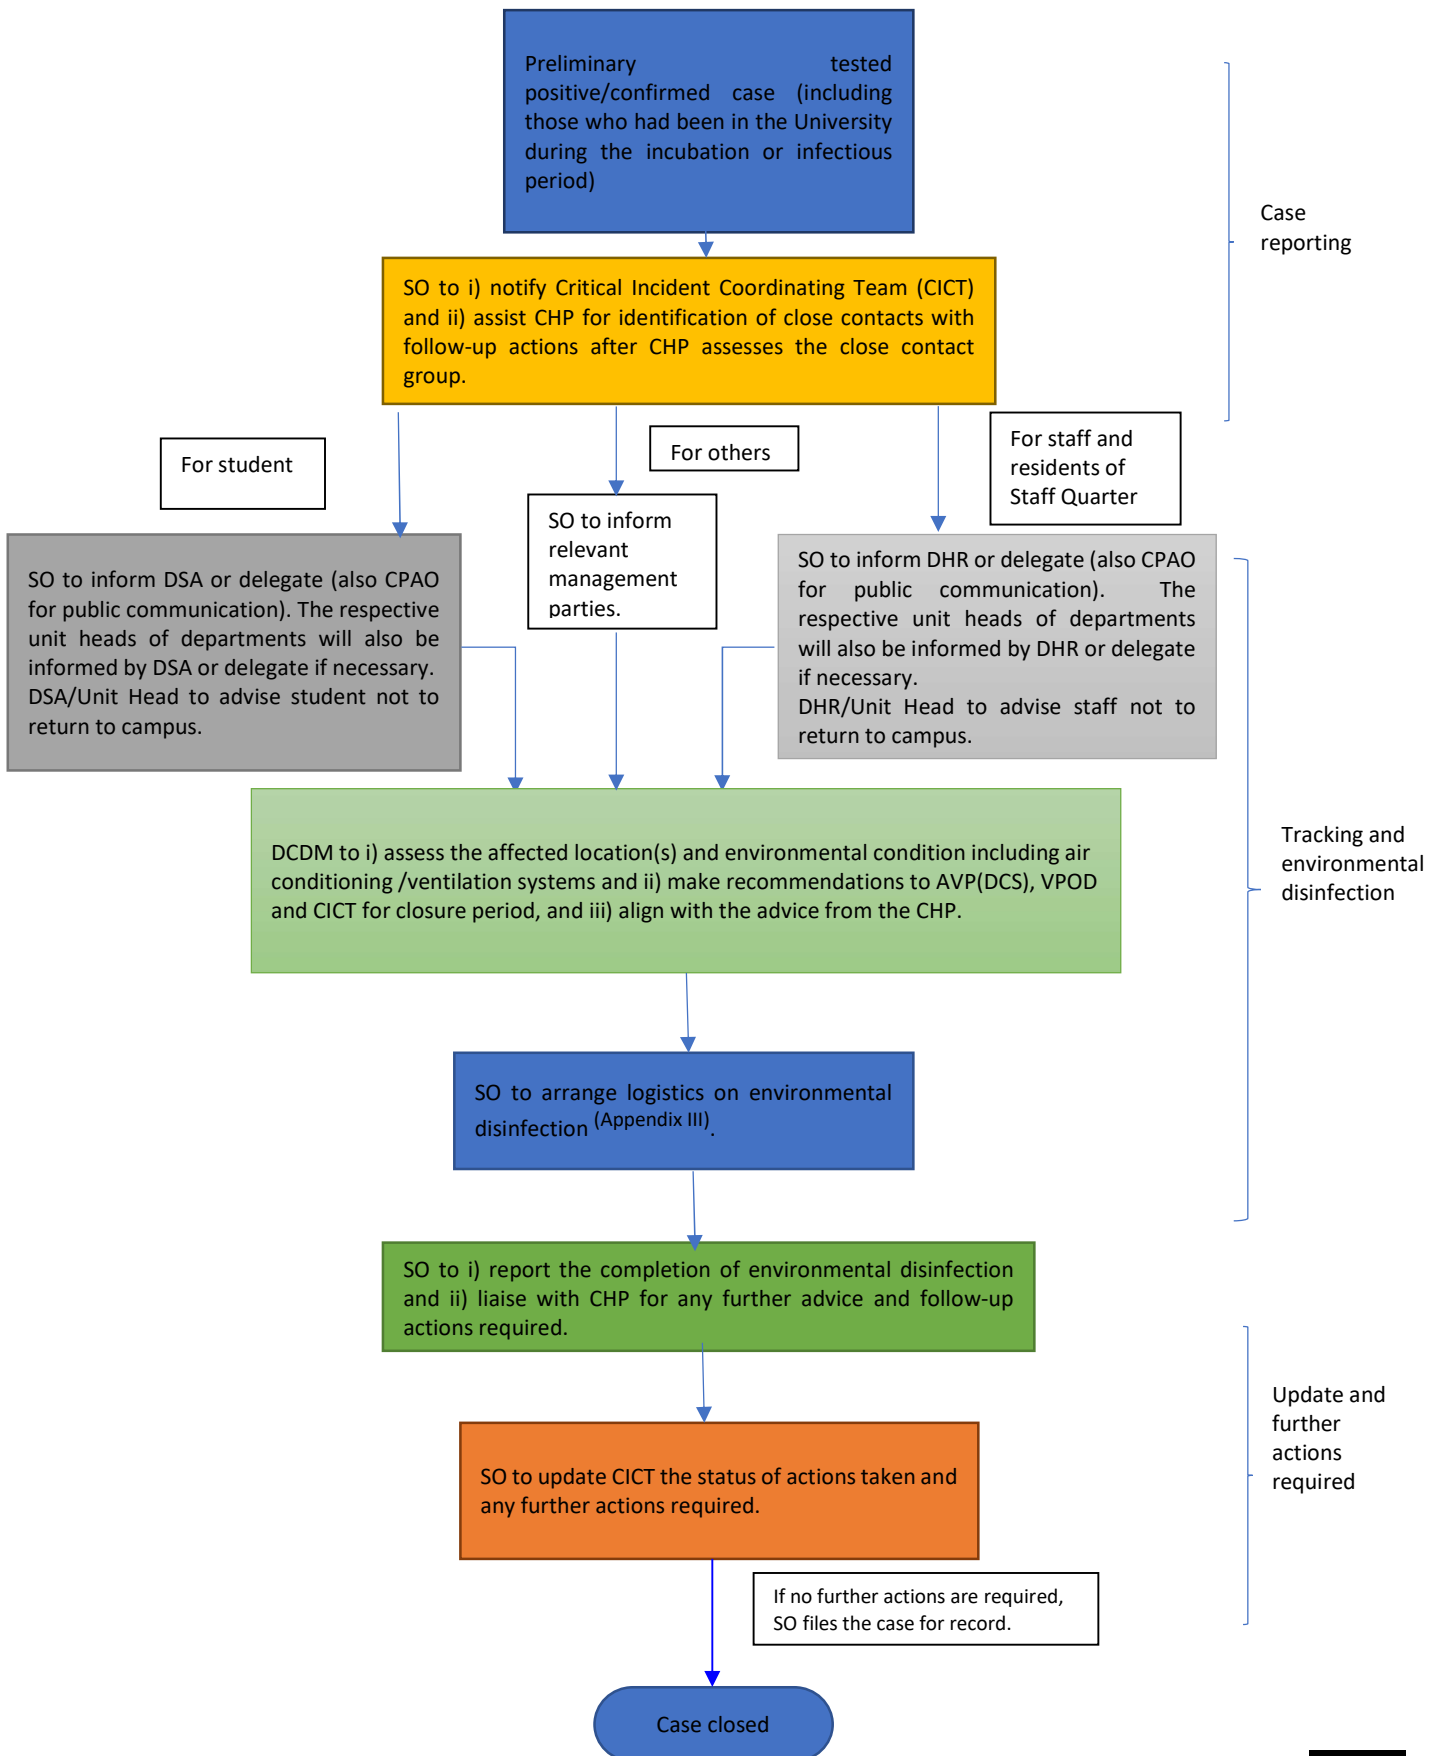 Preliminary tested
positive/confirmed case (including
those who had been in the University
during the incubation or infectious
period)
Case
reporting
SO to i) notify Critical Incident Coordinating Team (CICT)
and ii) assist CHP for identification of close contacts with
follow-up actions after CHP assesses the close contact
group.
For student
For others
For staff and
residents of
Staff Quarter
SO to inform DSA or delegate (also CPAO
for public communication). The respective
unit heads of departments will also be
informed by DSA or delegate if necessary.
DSA/Unit Head to advise student not to
return to campus.
SO to inform
relevant
management
parties.
SO to inform DHR or delegate (also CPAO
for public communication). The
respective unit heads of departments
will also be informed by DHR or delegate
if necessary.
DHR/Unit Head to advise staff not to
return to campus.
DCDM to i) assess the affected location(s) and environmental condition including air
conditioning /ventilation systems and ii) make recommendations to AVP(DCS), VPOD
and CICT for closure period, and iii) align with the advice from the CHP.
Tracking and
environmental
disinfection
SO to arrange logistics on environmental
disinfection (Appendix III).
SO to i) report the completion of environmental disinfection
and ii) liaise with CHP for any further advice and follow-up
actions required.
Update and
further
actions
required
SO to update CICT the status of actions taken and
any further actions required.
If no further actions are required,
SO files the case for record.
Case closed